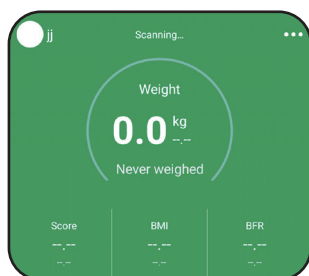 jj Scanning...
Weight
0.0 kg
--.--
Never weighed
Score BMI BFR
--.-- --.-- --.--
--.-- --.-- --.--